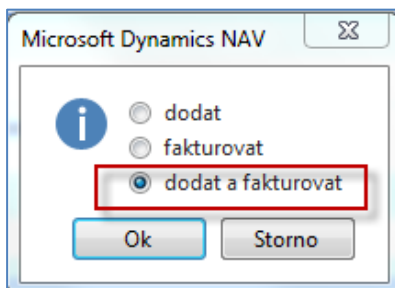 Microsoft Dynamics NAV
dodat
fakturovat
dodat a fakturovat
Ok
Storno